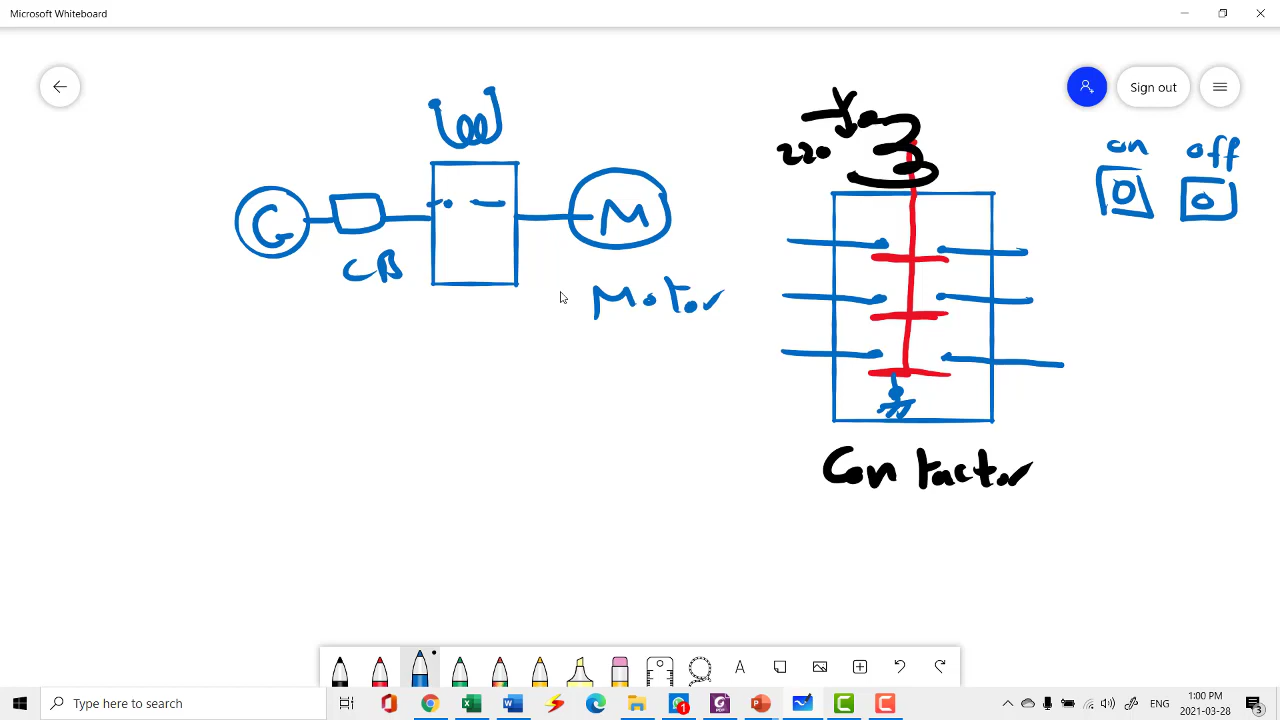 Microsoft Whiteboard
Sign out
on off
220
G
M
CB
Motor
Contactor
A
Type here to search
1
ENG
1:00 PM
2021-03-28
3